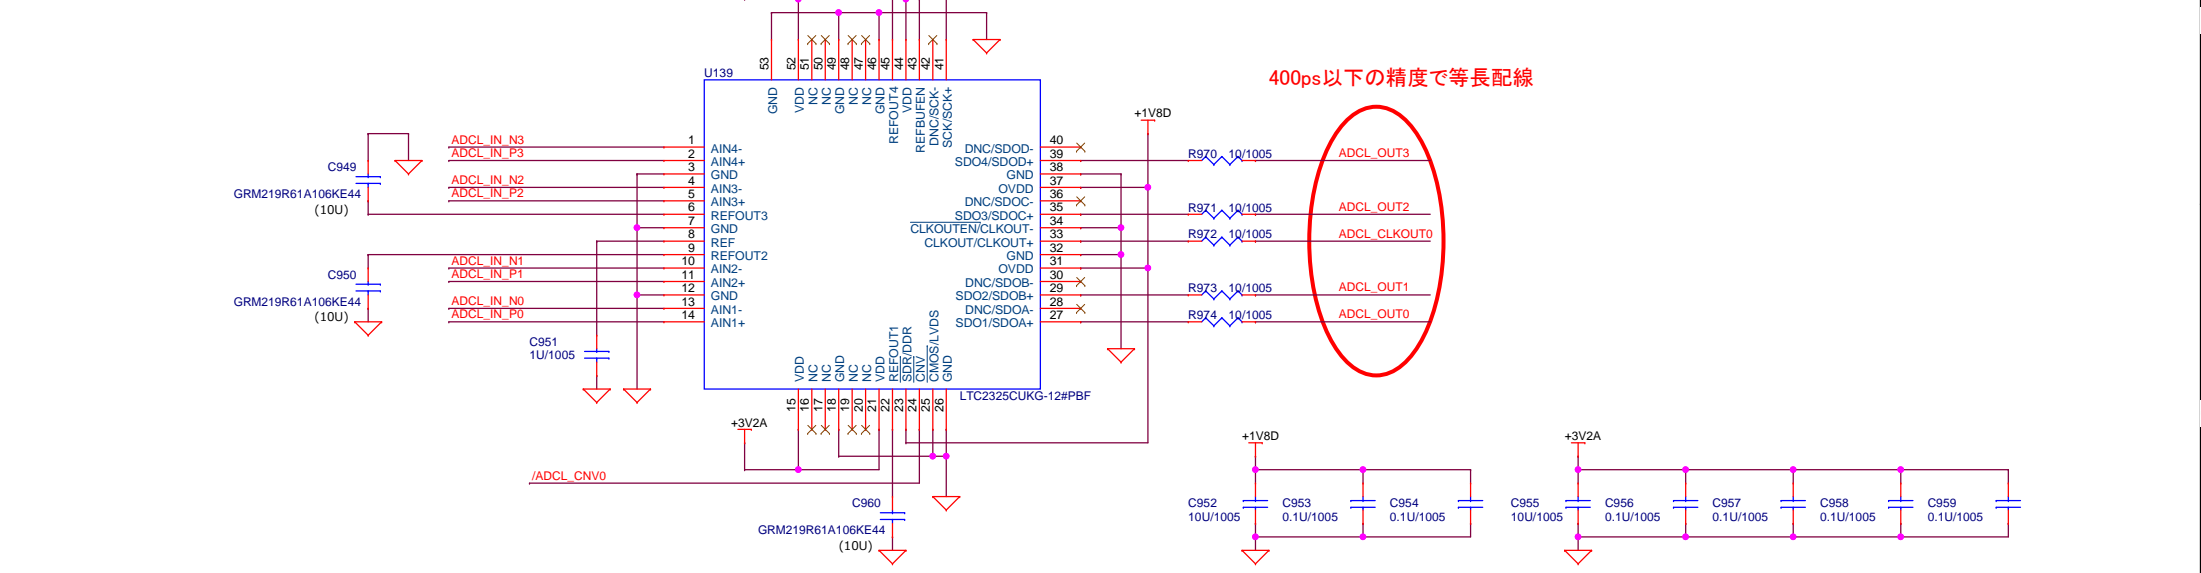 53
52
51
50
49
48
47
46
45
44
43
42
41
U139
GND
VDD
NC
NC
GND
NC
NC
GND
REFOUT4
VDD
REFBUFEN
DNC/SCK-
SCK/SCK+
400ps以下の精度で等長配線
+1V8D
ADCL_IN_N3 1 AIN4-
ADCL_IN_P3 2 AIN4+
3 GND
ADCL_IN_N2 4 AIN3-
ADCL_IN_P2 5 AIN3+
6 REFOUT3
7 GND
8 REF
9 REFOUT2
ADCL_IN_N1 10 AIN2-
ADCL_IN_P1 11 AIN2+
12 GND
ADCL_IN_N0 13 AIN1-
ADCL_IN_P0 14 AIN1+
C949
GRM219R61A106KE44
(10U)
C950
GRM219R61A106KE44
(10U)
C951
1U/1005
DNC/SDOD- 40
SDO4/SDOD+ 39 R970 10/1005 ADCL_OUT3
GND 38
OVDD 37
DNC/SDOC- 36
SDO3/SDOC+ 35 R971 10/1005 ADCL_OUT2
CLKOUTEN/CLKOUT- 34
CLKOUT/CLKOUT+ 33 R972 10/1005 ADCL_CLKOUT0
GND 32
OVDD 31
DNC/SDOB- 30
SDO2/SDOB+ 29 R973 10/1005 ADCL_OUT1
DNC/SDOA- 28
SDO1/SDOA+ 27 R974 10/1005 ADCL_OUT0
VDD
NC
NC
GND
NC
NC
VDD
REFOUT1
SDR/DDR
CNV
CMOS/LVDS
GND
LTC2325CUKG-12#PBF
15
16
17
18
19
20
21
22
23
24
25
26
+3V2A
/ADCL_CNV0
C960
GRM219R61A106KE44
(10U)
+1V8D
C952
10U/1005
C953
0.1U/1005
C954
0.1U/1005
+3V2A
C955
10U/1005
C956
0.1U/1005
C957
0.1U/1005
C958
0.1U/1005
C959
0.1U/1005